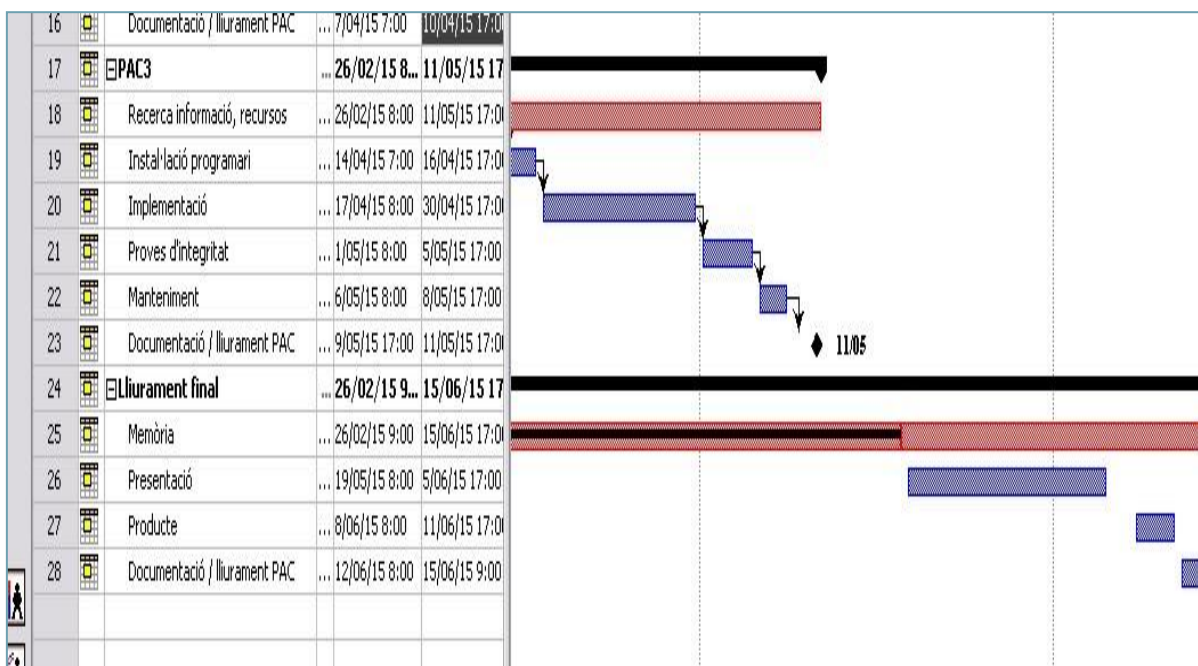 16 Documentació / lliurament PAC ... 7/04/15 7:00 10/04/15 17:00
17 PAC3 ... 26/02/15 8... 11/05/15 17
18 Recerca informació, recursos ... 26/02/15 8:00 11/05/15 17:0
19 Instal·lació programari ... 14/04/15 7:00 16/04/15 17:0
20 Implementació ... 17/04/15 8:00 30/04/15 17:0
21 Proves d'integritat ... 1/05/15 8:00 5/05/15 17:00
22 Manteniment ... 6/05/15 8:00 8/05/15 17:00
23 Documentació / lliurament PAC ... 9/05/15 17:00 11/05/15 17:0 11/05
24 Lliurament final ... 26/02/15 9... 15/06/15 17
25 Memòria ... 26/02/15 9:00 15/06/15 17:0
26 Presentació ... 19/05/15 8:00 5/06/15 17:00
27 Producte ... 8/06/15 8:00 11/06/15 17:0
28 Documentació / lliurament PAC ... 12/06/15 8:00 15/06/15 9:00